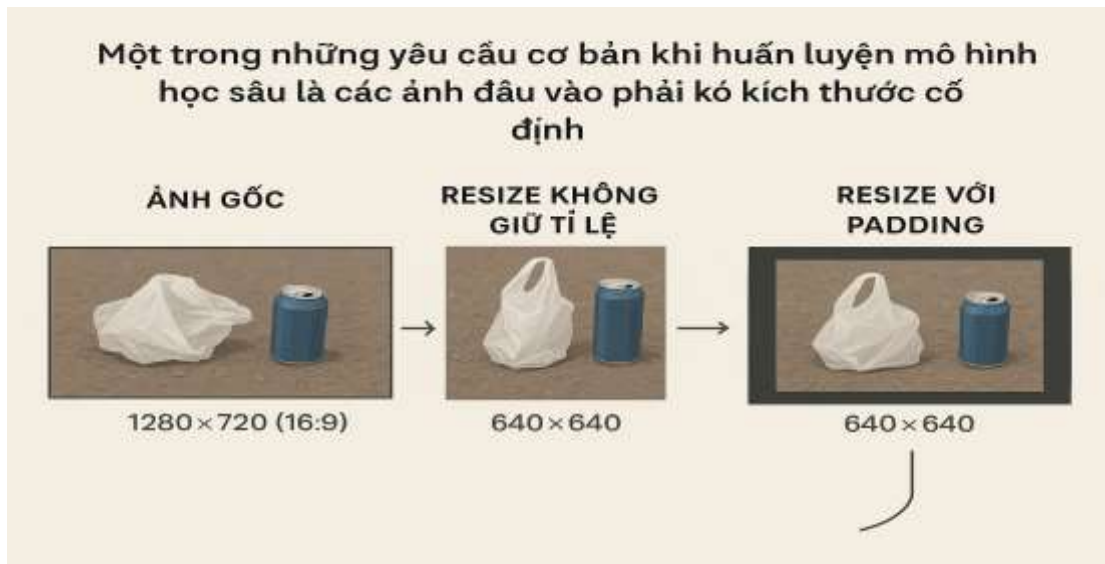 Một trong những yêu cầu cơ bản khi huấn luyện mô hình
học sâu là các ảnh đâu vào phải kó kích thước cố
định
ẢNH GỐC
RESIZE KHÔNG
GIỮ TỈ LỆ
RESIZE VỚI
PADDING
1280×720 (16:9)
640×640
640×640